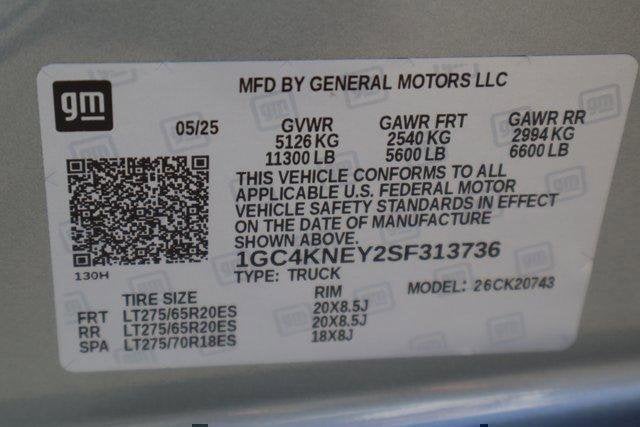 gm
MFD BY GENERAL MOTORS LLC
05/25 GVWR GAWR FRT GAWR RR
5126 KG 2540 KG 2994 KG
11300 LB 5600 LB 6600 LB
THIS VEHICLE CONFORMS TO ALL
APPLICABLE U.S. FEDERAL MOTOR
VEHICLE SAFETY STANDARDS IN EFFECT
ON THE DATE OF MANUFACTURE
SHOWN ABOVE.
1GC4KNEY2SF313736
130H
TYPE: TRUCK MODEL: 26CK20743
TIRE SIZE RIM
FRT LT275/65R20ES 20X8.5J
RR LT275/65R20ES 20X8.5J
SPA LT275/70R18ES 18X8J